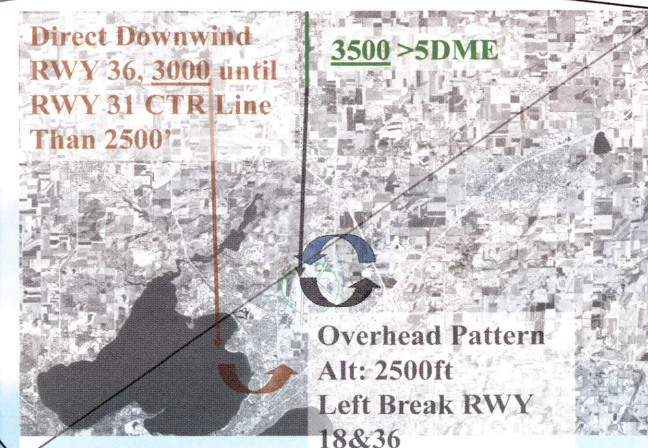 Direct Downwind
RWY 36, 3000 until
RWY 31 CTR Line
Than 2500'
3500 >5DME
Overhead Pattern
Alt: 2500ft
Left Break RWY
18&36